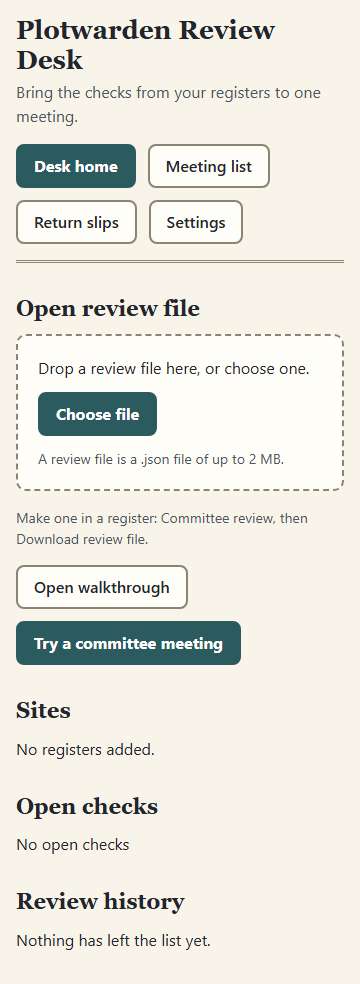 Plotwarden Review
Desk
Bring the checks from your registers to one
meeting.
Desk home
Meeting list
Return slips
Settings
Open review file
Drop a review file here, or choose one.
Choose file
A review file is a .json file of up to 2 MB.
Make one in a register: Committee review, then
Download review file.
Open walkthrough
Try a committee meeting
Sites
No registers added.
Open checks
No open checks
Review history
Nothing has left the list yet.